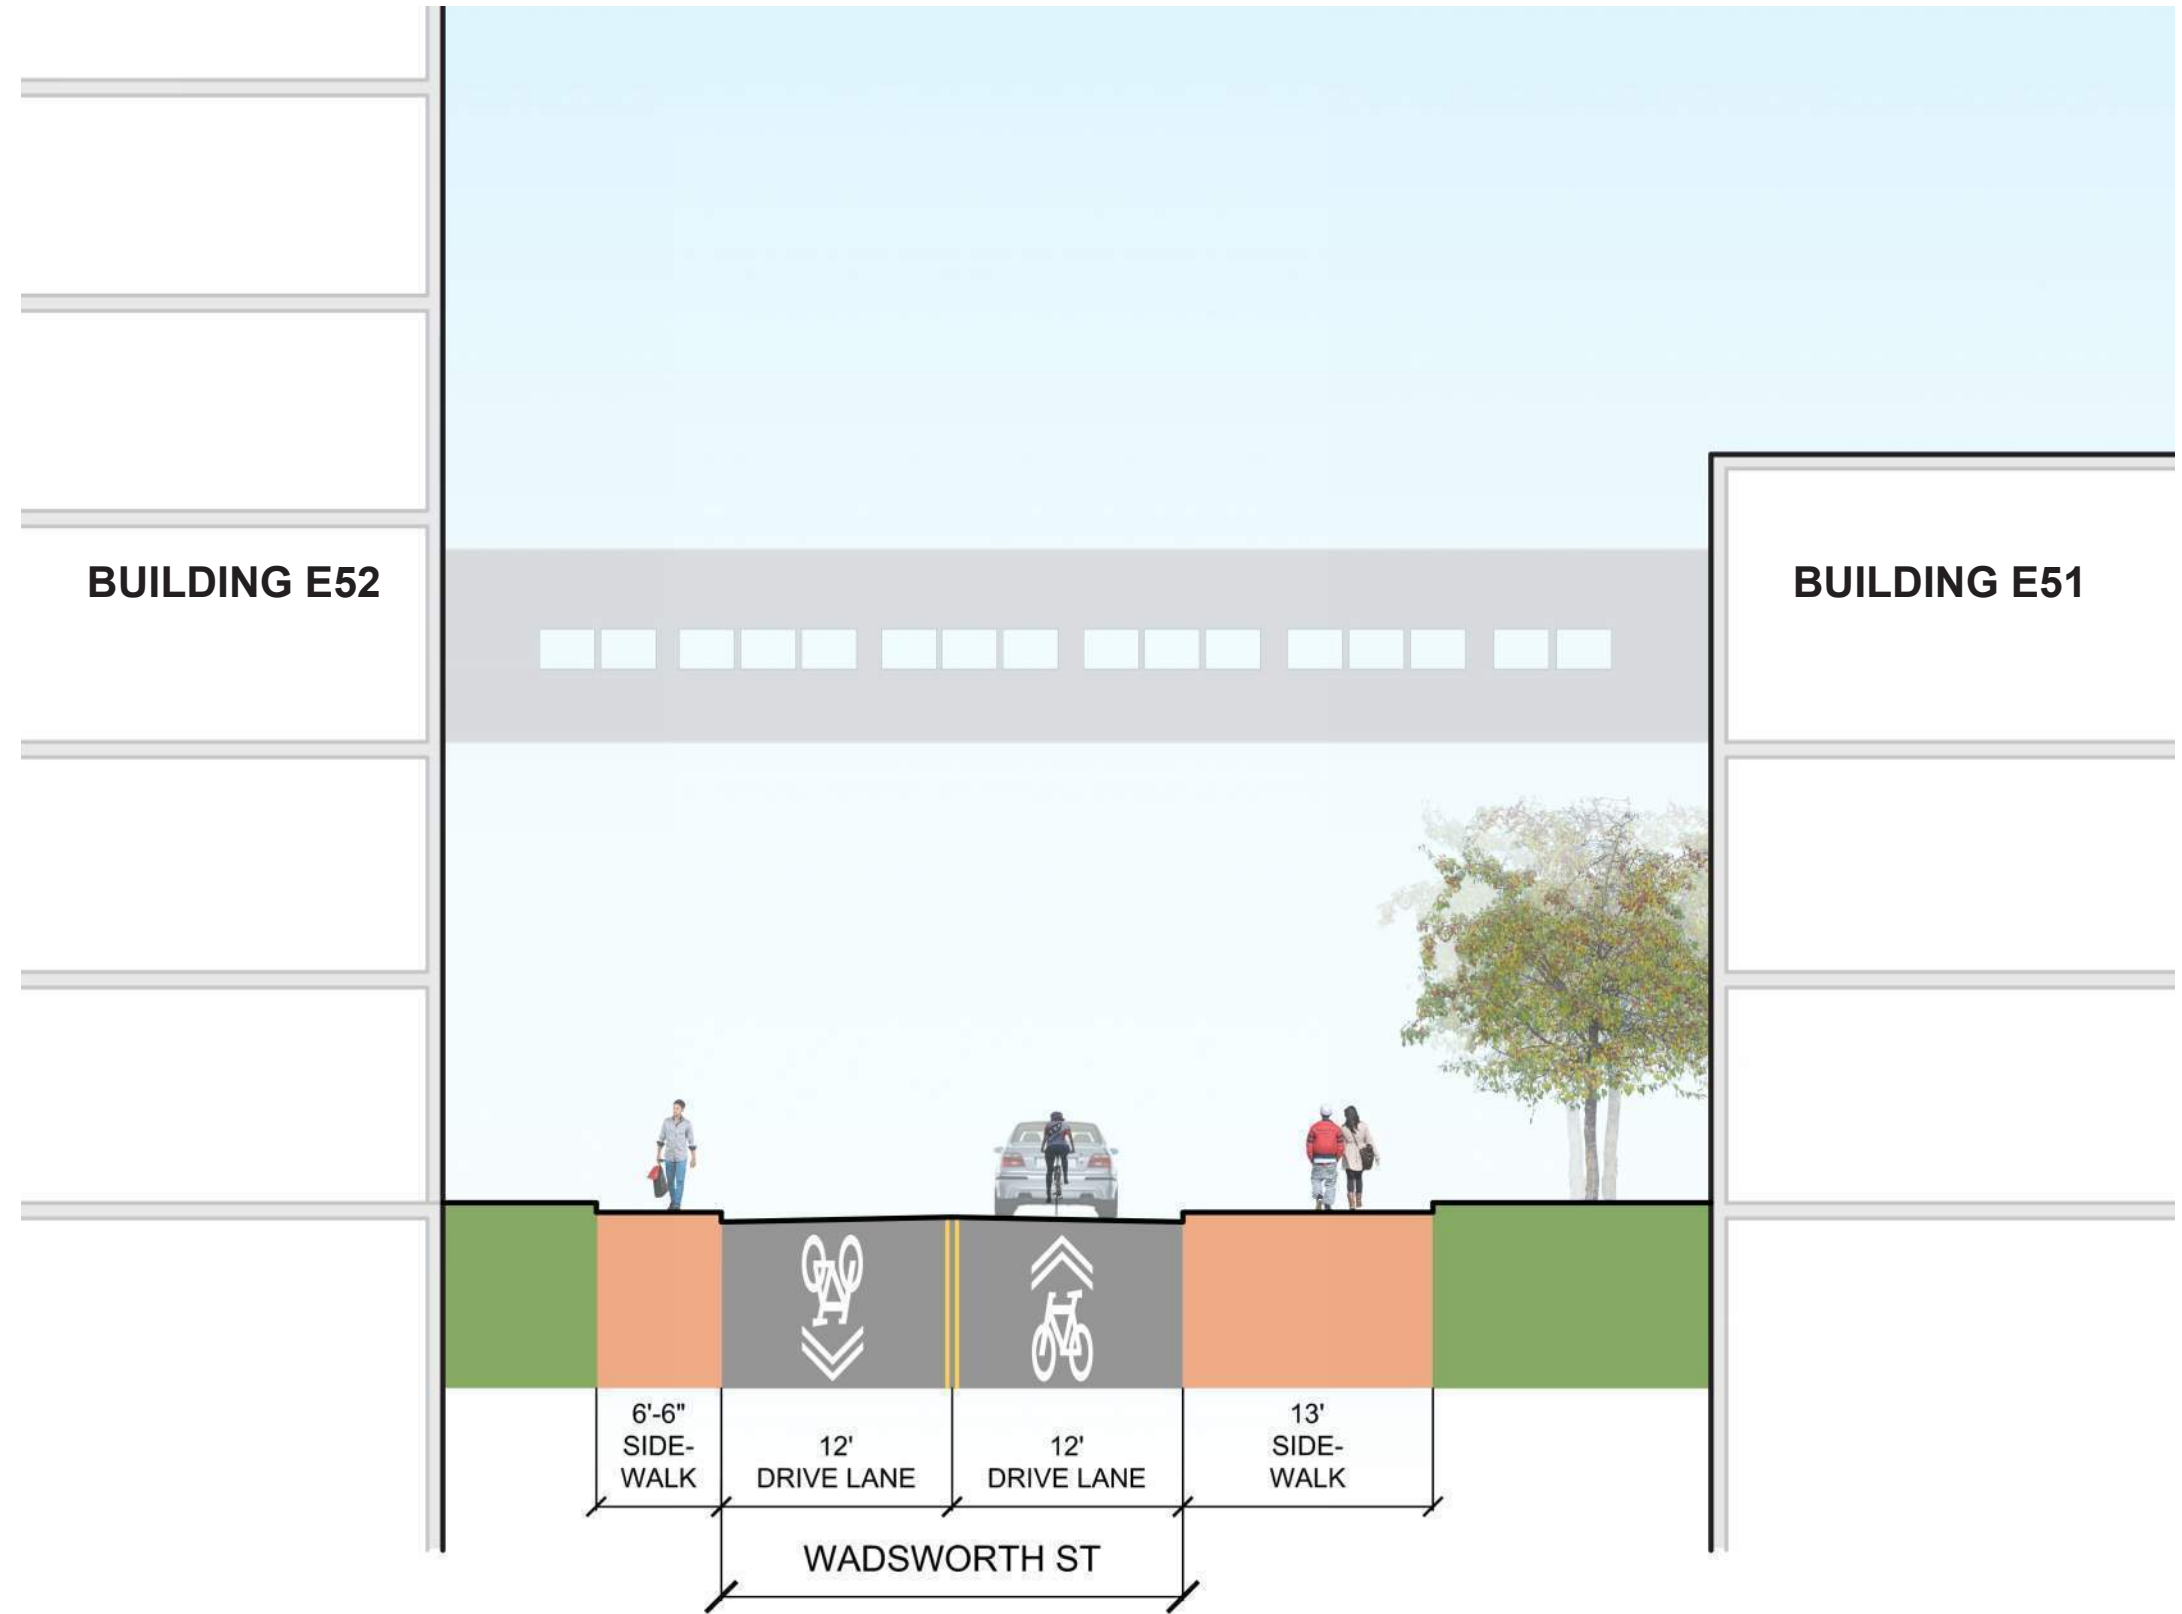 BUILDING E52
BUILDING E51
6'-6"
SIDE-
WALK
12'
DRIVE LANE
12'
DRIVE LANE
13'
SIDE-
WALK
WADSWORTH ST